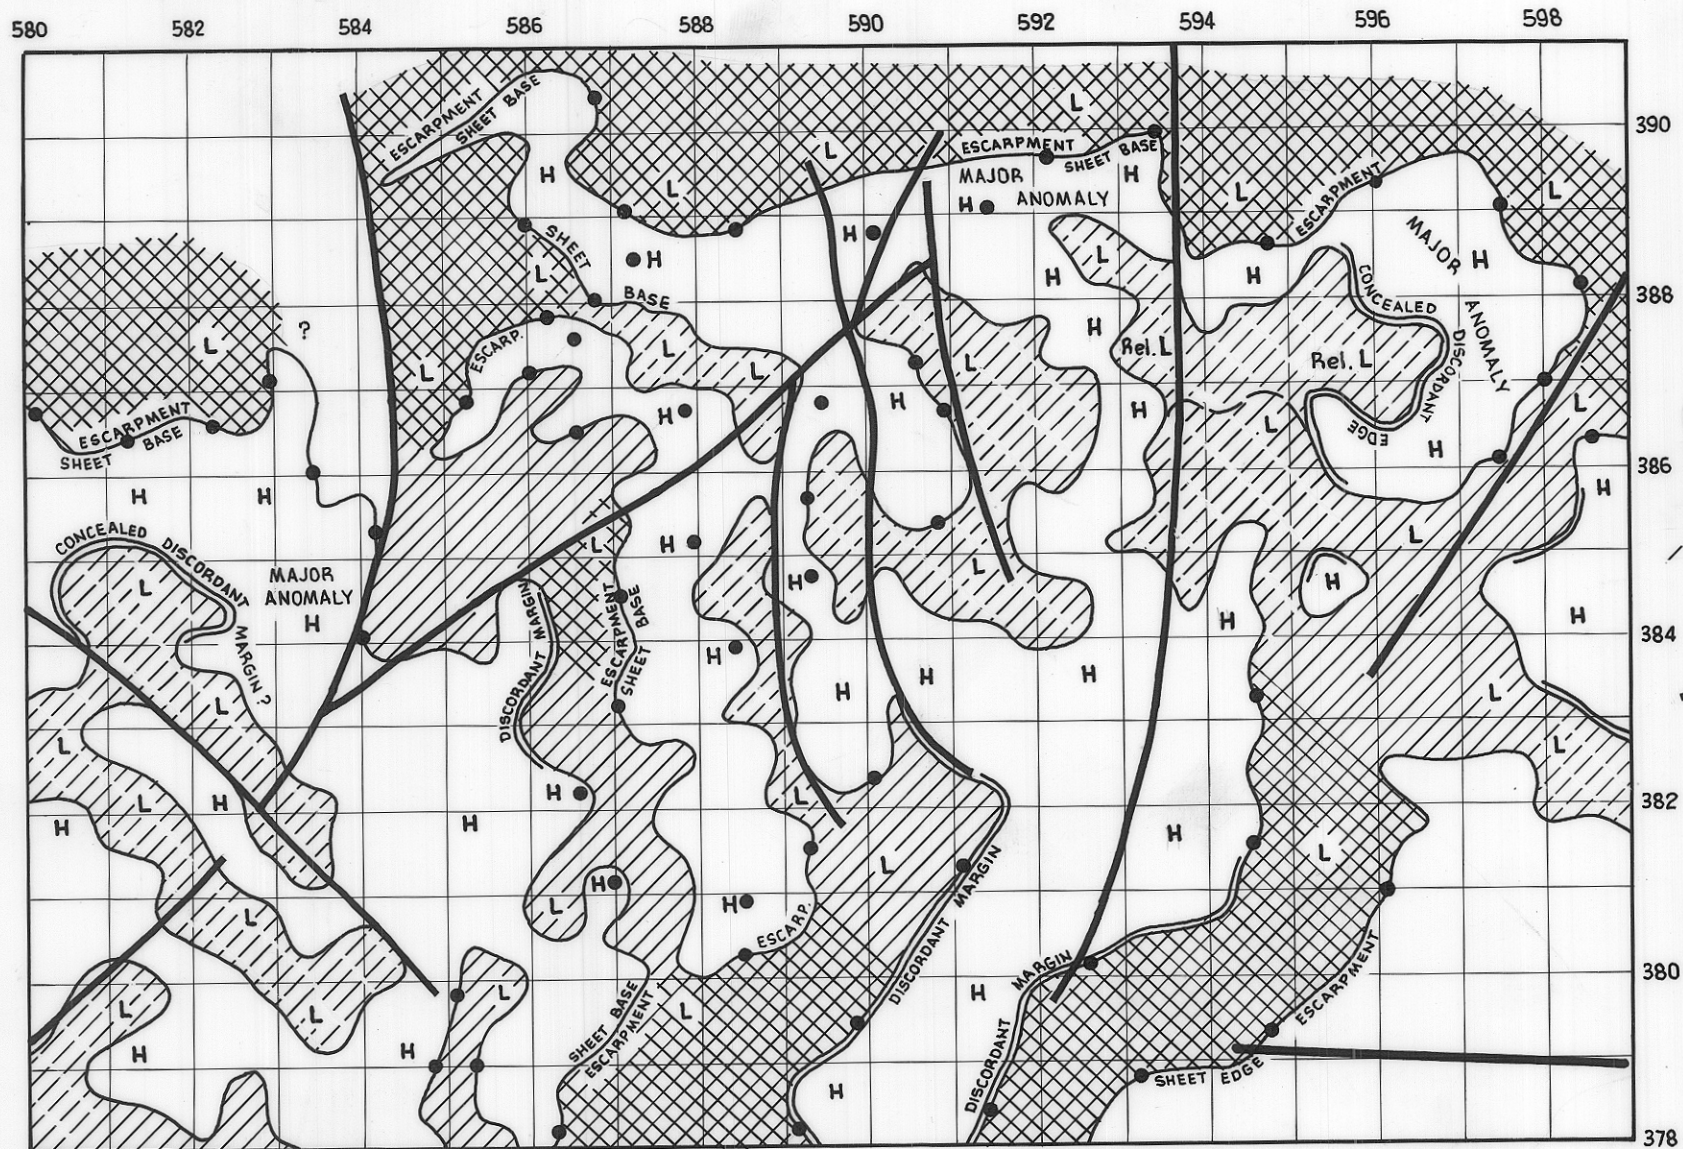 580 582 584 586 588 590 592 594 596 598
ESCARPMENT
SHEET BASE
L
390
L
ESCARPMENT
SHEET BASE
H
L
MAJOR
ANOMALY
H
H
L
ESCARPMENT
L
SHEET
BASE
L
H
H
L
H
H
MAJOR
ANOMALY
H
388
CONCEALED
DISCORDANT
EDGE
L
?
ESCARP.
L
L
L
L
H
Rel. L
Rel. L
ESCARPMENT
SHEET BASE
H
H
H
L
L
H
386
H
H
H
CONCEALED DISCORDANT
MARGIN ?
L
L
H
H
L
L
H
MAJOR
ANOMALY
H
DISCORDANT MARGIN
ESCARPMENT
SHEET BASE
H
H
H
384
L
H
H
H
H
L
L
L
L
H
H
L
382
H
H
H
L
L
L
H
H
ESCARP.
DISCORDANT MARGIN
L
L
L
L
L
H
DISCORDANT MARGIN
ESCARPMENT
380
H
H
SHEET BASE
ESCARPMENT
H
SHEET EDGE
378